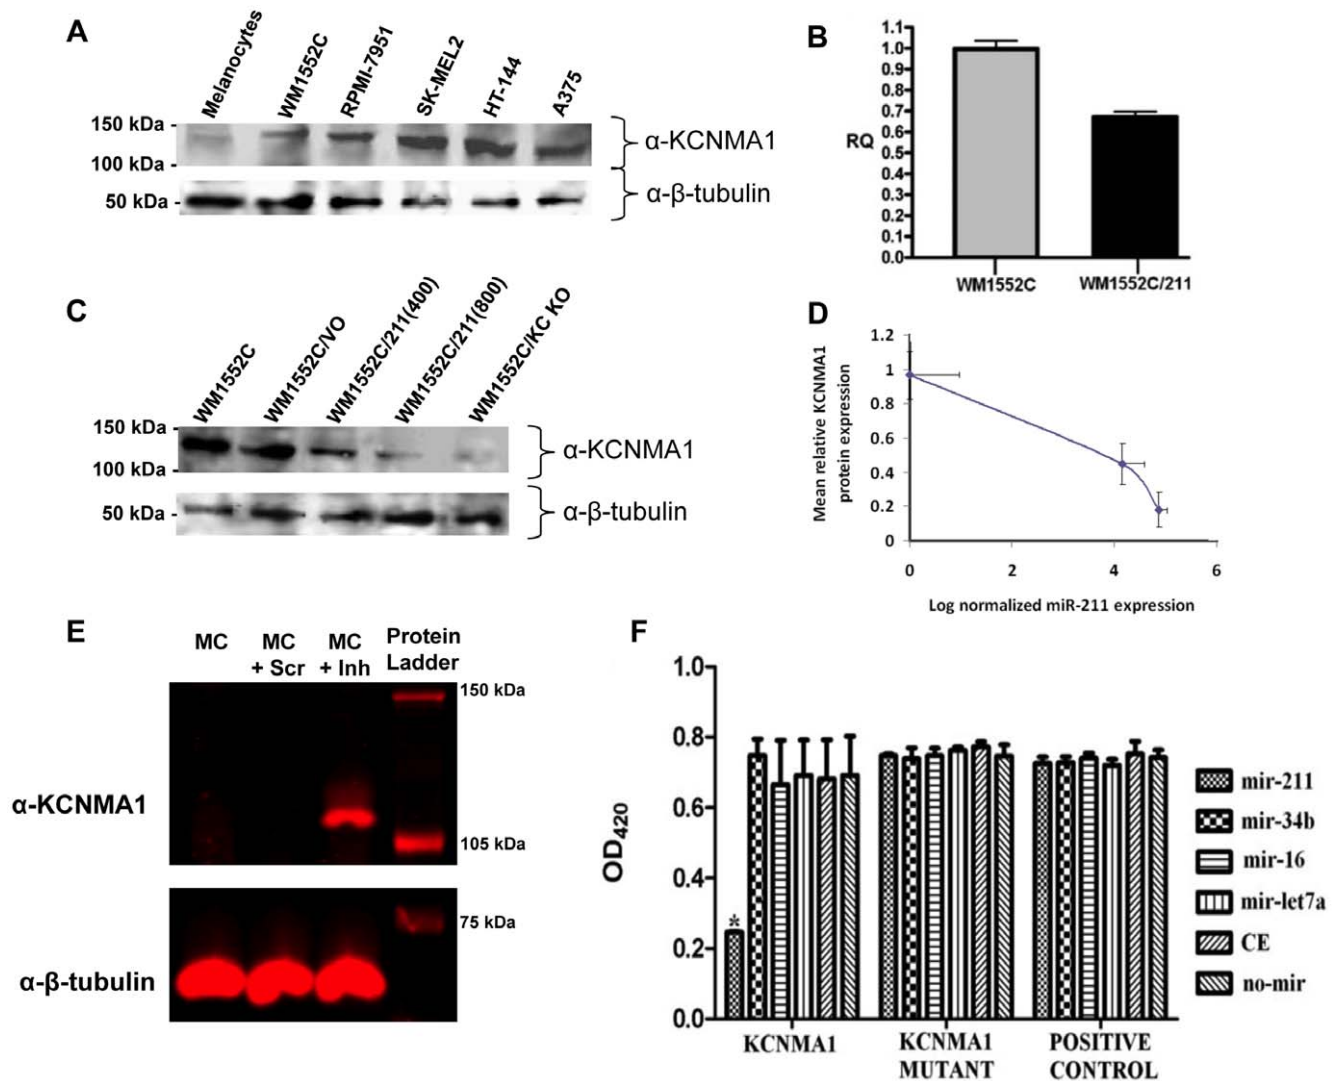 A
Melanocytes
WM1552C
RPMI-7951
SK-MEL2
HT-144
A375
150 kDa -
100 kDa -
50 kDa -
α-KCNMA1
α-β-tubulin
B
1.1
1.0
0.9
0.8
0.7
0.6
0.5
0.4
0.3
0.2
0.1
0.0
RQ
WM1552C
WM1552C/211
C
WM1552C
WM1552C/VO
WM1552C/211(400)
WM1552C/211(800)
WM1552C/KC KO
150 kDa -
100 kDa -
50 kDa -
α-KCNMA1
α-β-tubulin
D
1.2
1
0.8
0.6
0.4
0.2
0
Mean relative KCNMA1
protein expression
0 2 4 6
Log normalized miR-211 expression
E
MC
MC
+ Scr
MC
+ Inh
Protein
Ladder
150 kDa
105 kDa
75 kDa
α-KCNMA1
α-β-tubulin
F
1.0
0.8
0.6
0.4
0.2
0.0
OD420
*
KCNMA1
KCNMA1
MUTANT
POSITIVE
CONTROL
mir-211
mir-34b
mir-16
mir-let7a
CE
no-mir